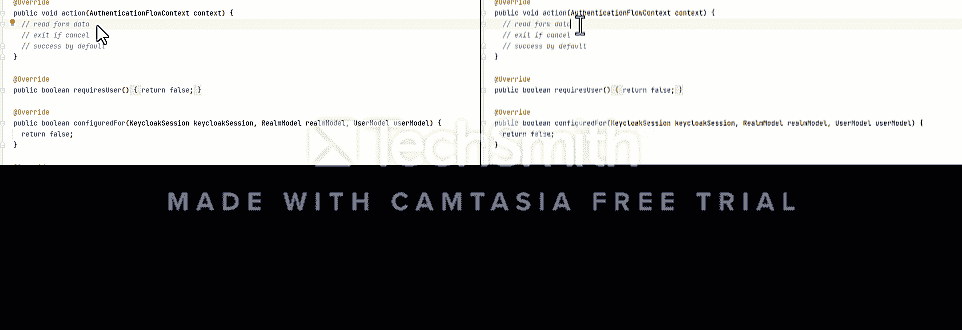 @Override
public void action(AuthenticationFlowContext context) {
// read form data
// exit if cancel
// success by default
}
@Override
public boolean requiresUser() { return false; }
@Override
public boolean configuredFor(KeycloakSession keycloakSession, RealmModel realmModel, UserModel userModel) {
return false;
}
@Override
public void action(AuthenticationFlowContext context) {
// read form data
// exit if cancel
// success by default
}
@Override
public boolean requiresUser() { return false; }
@Override
public boolean configuredFor(KeycloakSession keycloakSession, RealmModel realmModel, UserModel userModel) {
return false;
}
TechSmith
MADE WITH CAMTASIA FREE TRIAL